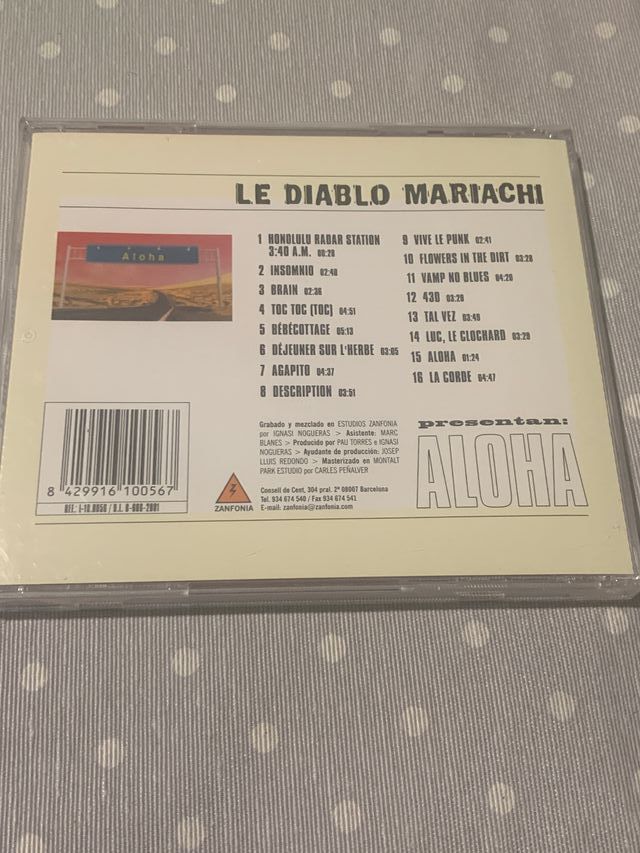 LE DIABLO MARIACHI
Aloha
1 HONOLULU RADAR STATION
3:40 A.M. 00:28
2 INSOMNIO 02:40
3 BRAIN 02:36
4 TOC TOC (TOC) 04:51
5 BÉBÉCOTTAGE 05:13
6 DÉJEUNER SUR L'HERBE 03:05
7 AGAPITO 04:37
8 DESCRIPTION 03:51
9 VIVE LE PUNK 02:41
10 FLOWERS IN THE DIRT 03:28
11 VAMP NO BLUES 04:20
12 43D 03:20
13 TAL VEZ 03:49
14 LUC, LE CLOCHARD 03:29
15 ALOHA 01:24
16 LA CORDE 04:47
8 429916 100567
Grabado y mezclado en ESTUDIOS ZANFONIA
por IGNASI NOGUERAS > Asistente: MARC
BLANES > Producido por PAU TORRES e IGNASI
NOGUERAS > Ayudante de producción: JOSEP
LLUIS REDONDO > Masterizado en MONTALT
PARK ESTUDIO por CARLES PEÑALVER
ZANFONIA
Consell de Cent, 304 pral. 2ª 08007 Barcelona
Tel. 934 674 540 / Fax 934 674 541
E-mail: zanfonia@zanfonia.com
presentan:
ALOHA